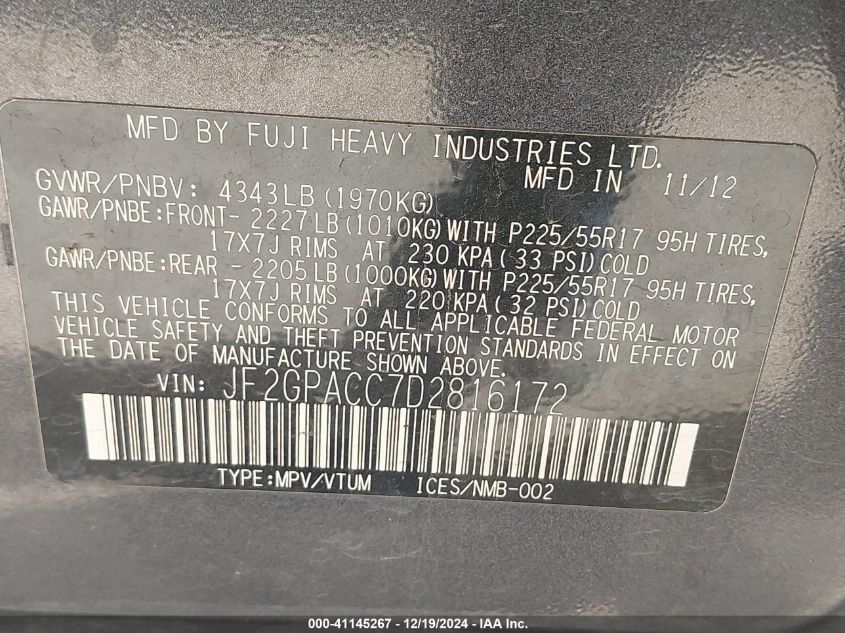 MFD BY FUJI HEAVY INDUSTRIES LTD.
MFD IN 11/12
GVWR/PNBV: 4343LB (1970KG)
GAWR/PNBE:FRONT- 2227LB(1010KG) WITH P225/55R17 95H TIRES,
17X7J RIMS AT 230 KPA (33 PSI) COLD
GAWR/PNBE:REAR - 2205LB(1000KG) WITH P225/55R17 95H TIRES,
17X7J RIMS AT 220 KPA (32 PSI) COLD
THIS VEHICLE CONFORMS TO ALL APPLICABLE FEDERAL MOTOR
VEHICLE SAFETY AND THEFT PREVENTION STANDARDS IN EFFECT ON
THE DATE OF MANUFACTURE SHOWN ABOVE.
VIN: JF2GPACC7D2816172
TYPE:MPV/VTUM ICES/NMB-002
000-41145267 - 12/19/2024 - IAA Inc.